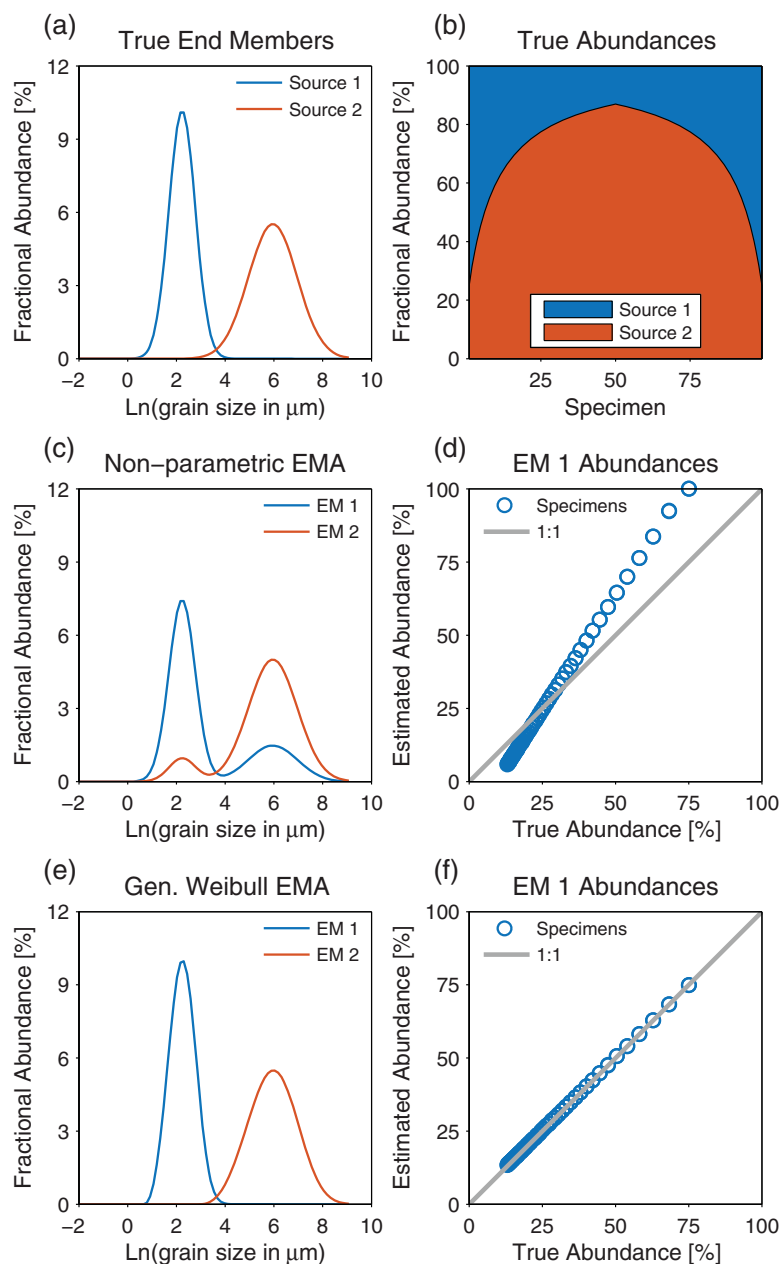 (a)
True End Members
Fractional Abundance [%]
12
9
6
3
0
Source 1
Source 2
−2 0 2 4 6 8 10
Ln(grain size in μm)
(b)
True Abundances
Fractional Abundance [%]
100
80
60
40
20
0
Source 1
Source 2
25 50 75
Specimen
(c)
Non−parametric EMA
Fractional Abundance [%]
12
9
6
3
0
EM 1
EM 2
−2 0 2 4 6 8 10
Ln(grain size in μm)
(d)
EM 1 Abundances
Estimated Abundance [%]
100
75
50
25
0
Specimens
1:1
25 50 75 100
True Abundance [%]
(e)
Gen. Weibull EMA
Fractional Abundance [%]
12
9
6
3
0
EM 1
EM 2
−2 0 2 4 6 8 10
Ln(grain size in μm)
(f)
EM 1 Abundances
Estimated Abundance [%]
100
75
50
25
0
Specimens
1:1
25 50 75 100
True Abundance [%]